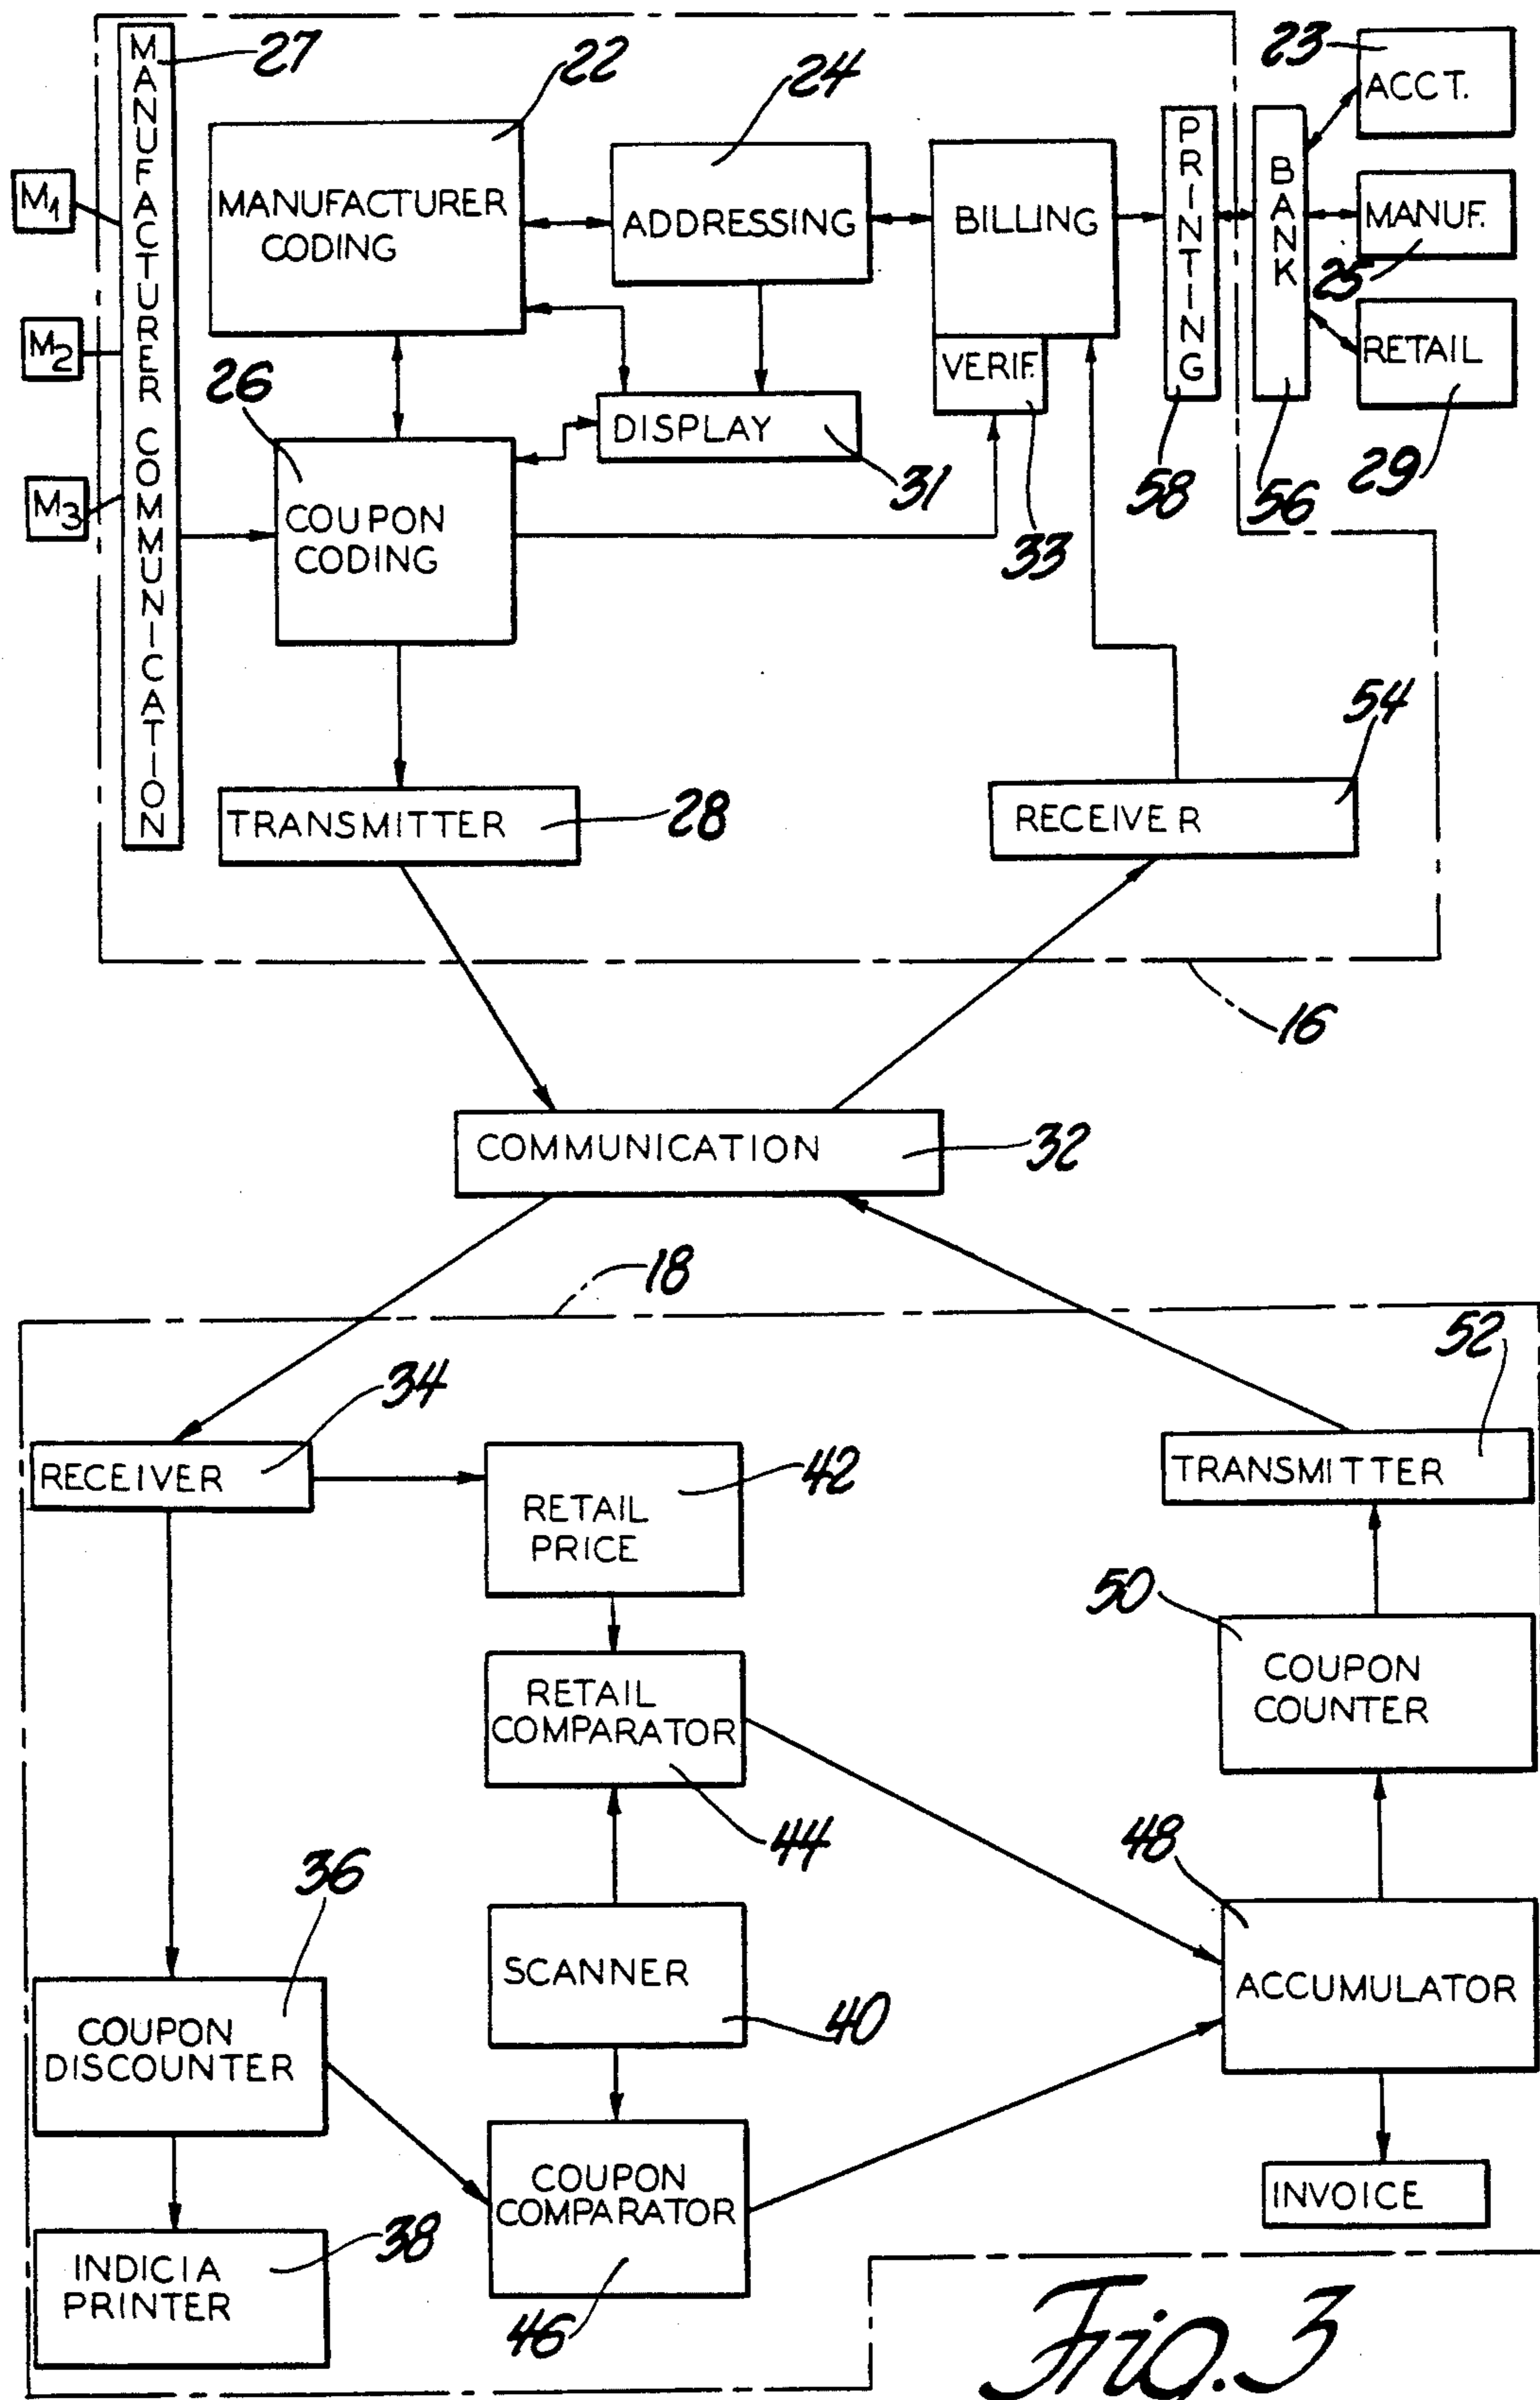 27
22
24
23
ACCT.
MANUFACTURER COMMUNICATION
M1
M2
M3
MANUFACTURER
CODING
ADDRESSING
BILLING
PRINTING
BANK
MANUF.
25
RETAIL
29
VERIF.
33
58
56
26
DISPLAY
31
COUPON
CODING
54
TRANSMITTER
28
RECEIVER
16
COMMUNICATION
32
18
52
34
RECEIVER
42
RETAIL
PRICE
TRANSMITTER
50
COUPON
COUNTER
RETAIL
COMPARATOR
44
48
36
SCANNER
40
ACCUMULATOR
COUPON
DISCOUNTER
COUPON
COMPARATOR
46
INVOICE
38
INDICIA
PRINTER
Fig. 3